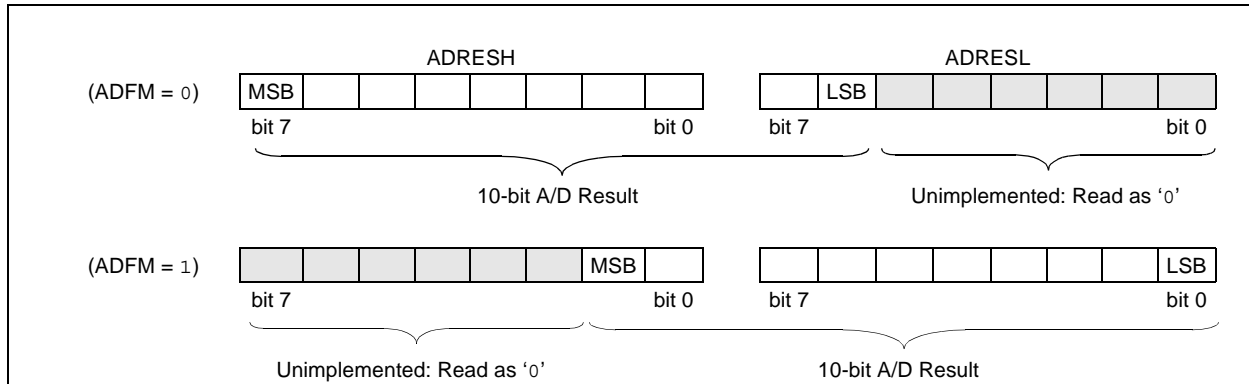 ADRESH ADRESL
(ADFM = 0) MSB LSB
bit 7 bit 0 bit 7 bit 0
10-bit A/D Result Unimplemented: Read as ‘0’
(ADFM = 1) MSB LSB
bit 7 bit 0 bit 7 bit 0
Unimplemented: Read as ‘0’ 10-bit A/D Result